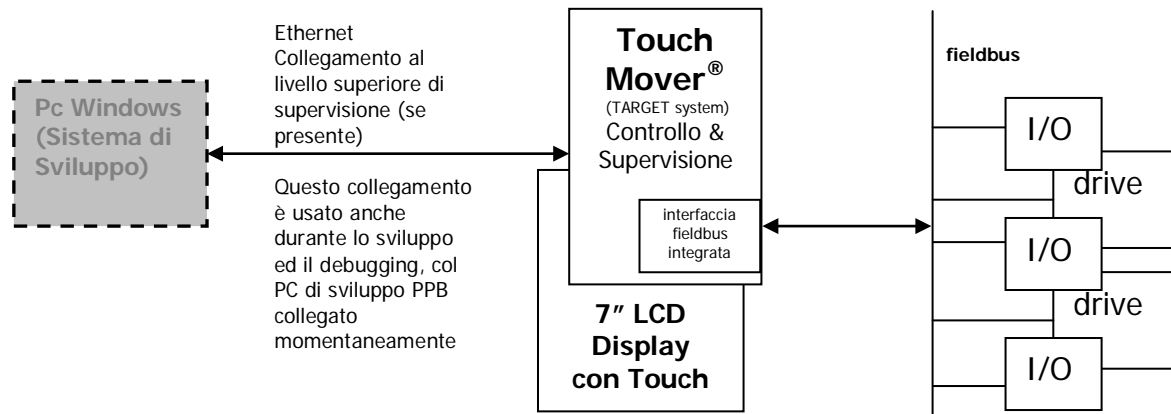 Pc Windows
(Sistema di
Sviluppo)
Ethernet
Collegamento al
livello superiore di
supervisione (se
presente)
Questo collegamento
è usato anche
durante lo sviluppo
ed il debugging, col
PC di sviluppo PPB
collegato
momentaneamente
Touch
Mover®
(TARGET system)
Controllo &
Supervisione
interfaccia
fieldbus
integrata
7" LCD
Display
con Touch
fieldbus
I/O
drive
I/O
drive
I/O